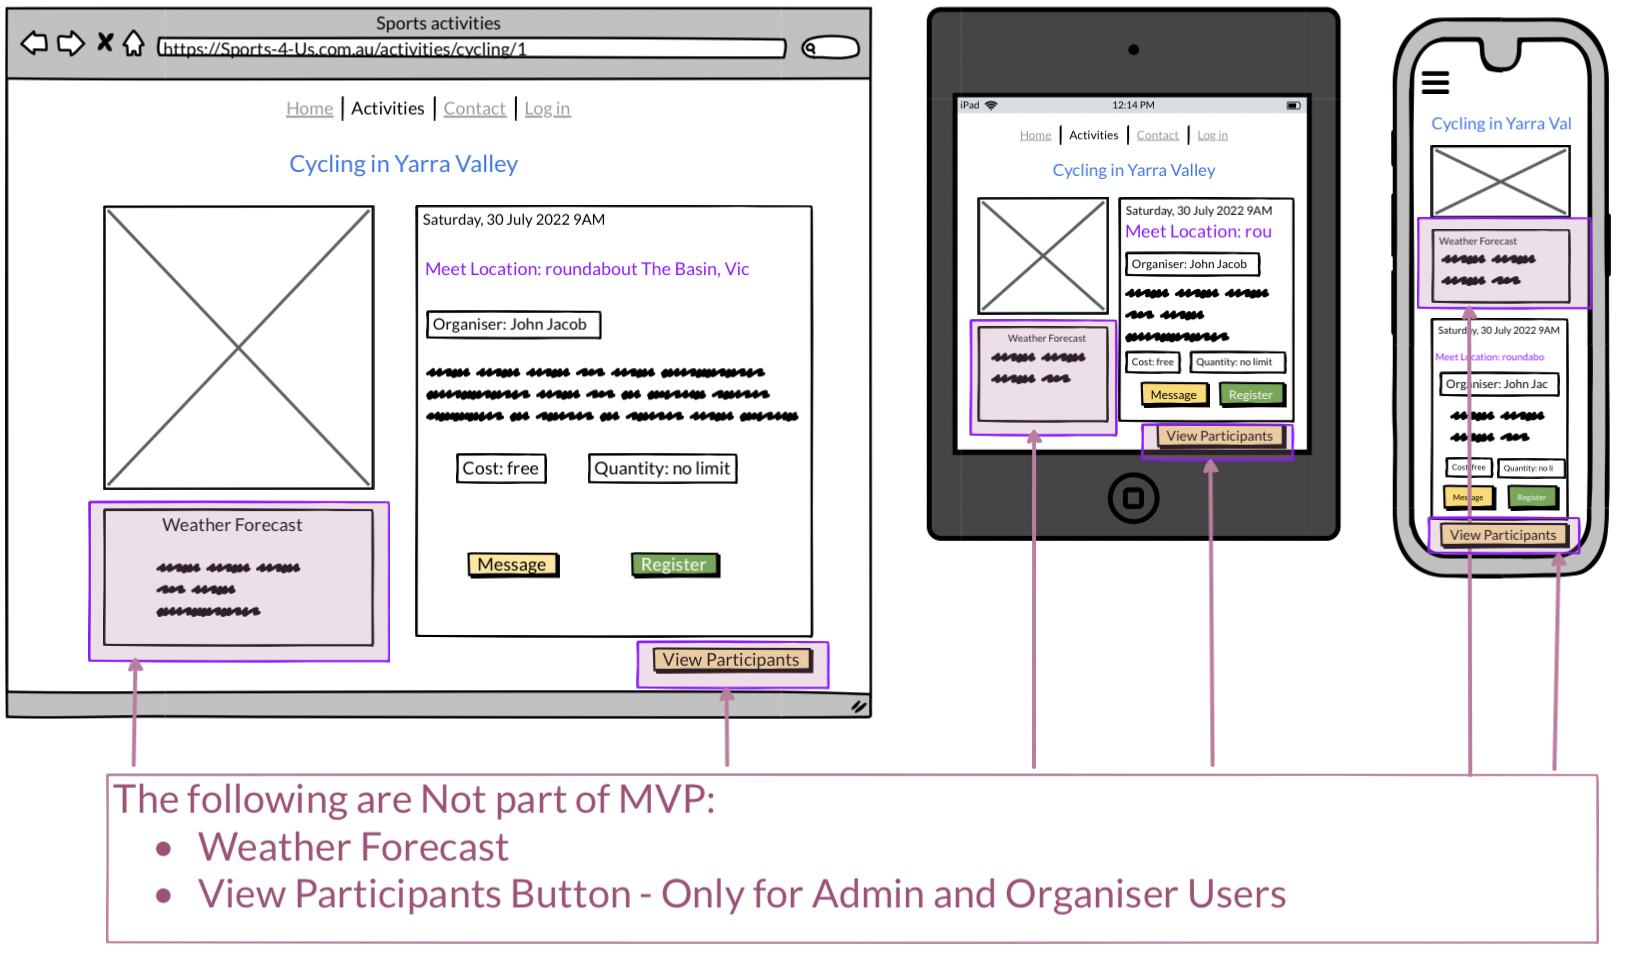 Sports activities
https://Sports-4-Us.com.au/activities/cycling/1
Home | Activities | Contact | Log in
Cycling in Yarra Valley
Saturday, 30 July 2022 9AM
Meet Location: roundabout The Basin, Vic
Organiser: John Jacob
Cost: free
Quantity: no limit
Message
Register
Weather Forecast
View Participants
iPad
12:14 PM
Home | Activities | Contact | Log in
Cycling in Yarra Valley
Saturday, 30 July 2022 9AM
Meet Location: rou
Organiser: John Jacob
Cost: free
Quantity: no limit
Message
Register
Weather Forecast
View Participants
Cycling in Yarra Val
Weather Forecast
Saturday, 30 July 2022 9AM
Meet Location: roundabo
Organiser: John Jac
Cost: free
Quantity: no li
Message
Register
View Participants
The following are Not part of MVP:
• Weather Forecast
• View Participants Button - Only for Admin and Organiser Users